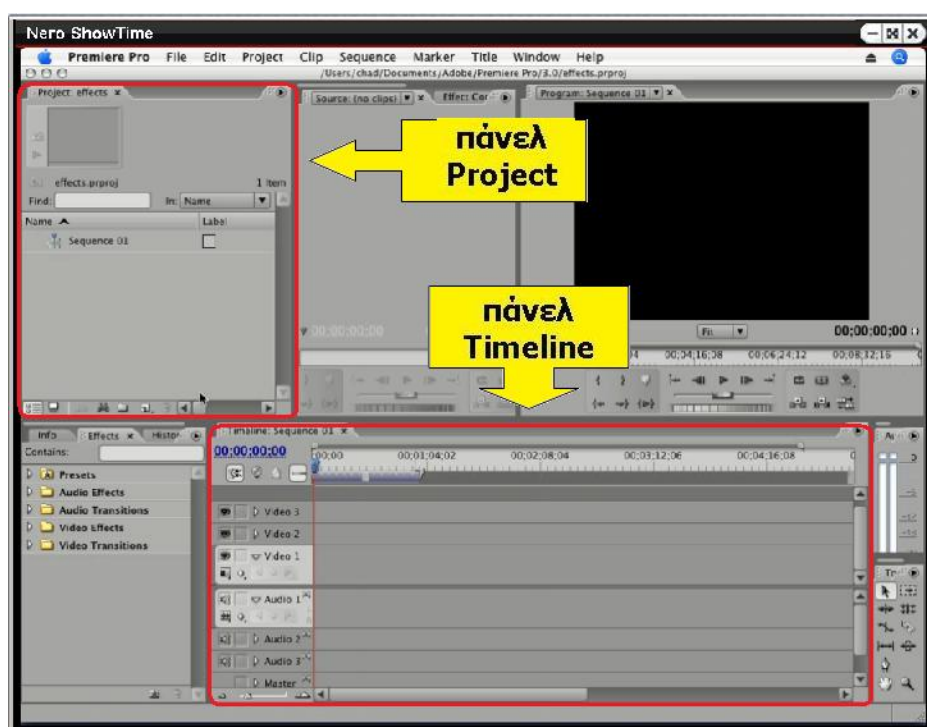 Nero ShowTime
Premiere Pro File Edit Project Clip Sequence Marker Title Window Help
/Users/chad/Documents/Adobe/Premiere Pro/3.0/effects.prproj
Project: effects
Source: (no clips)
Program: Sequence 01
πάνελ
Project
effects.prproj 1 Item
Find: In: Name
Name Label
Sequence 01
πάνελ
Timeline
00;00;00;00
Fit
00;00;00;00
00;04;16;08 00;06;24;12 00;08;32;16
Info Effects Histor
Contains:
Presets
Audio Effects
Audio Transitions
Video Effects
Video Transitions
Timeline: Sequence 01
00;00;00;00
00;00 00;01;04;02 00;02;08;04 00;03;12;06 00;04;16;08
Video 3
Video 2
Video 1
Audio 1
Audio 2
Audio 3
Master